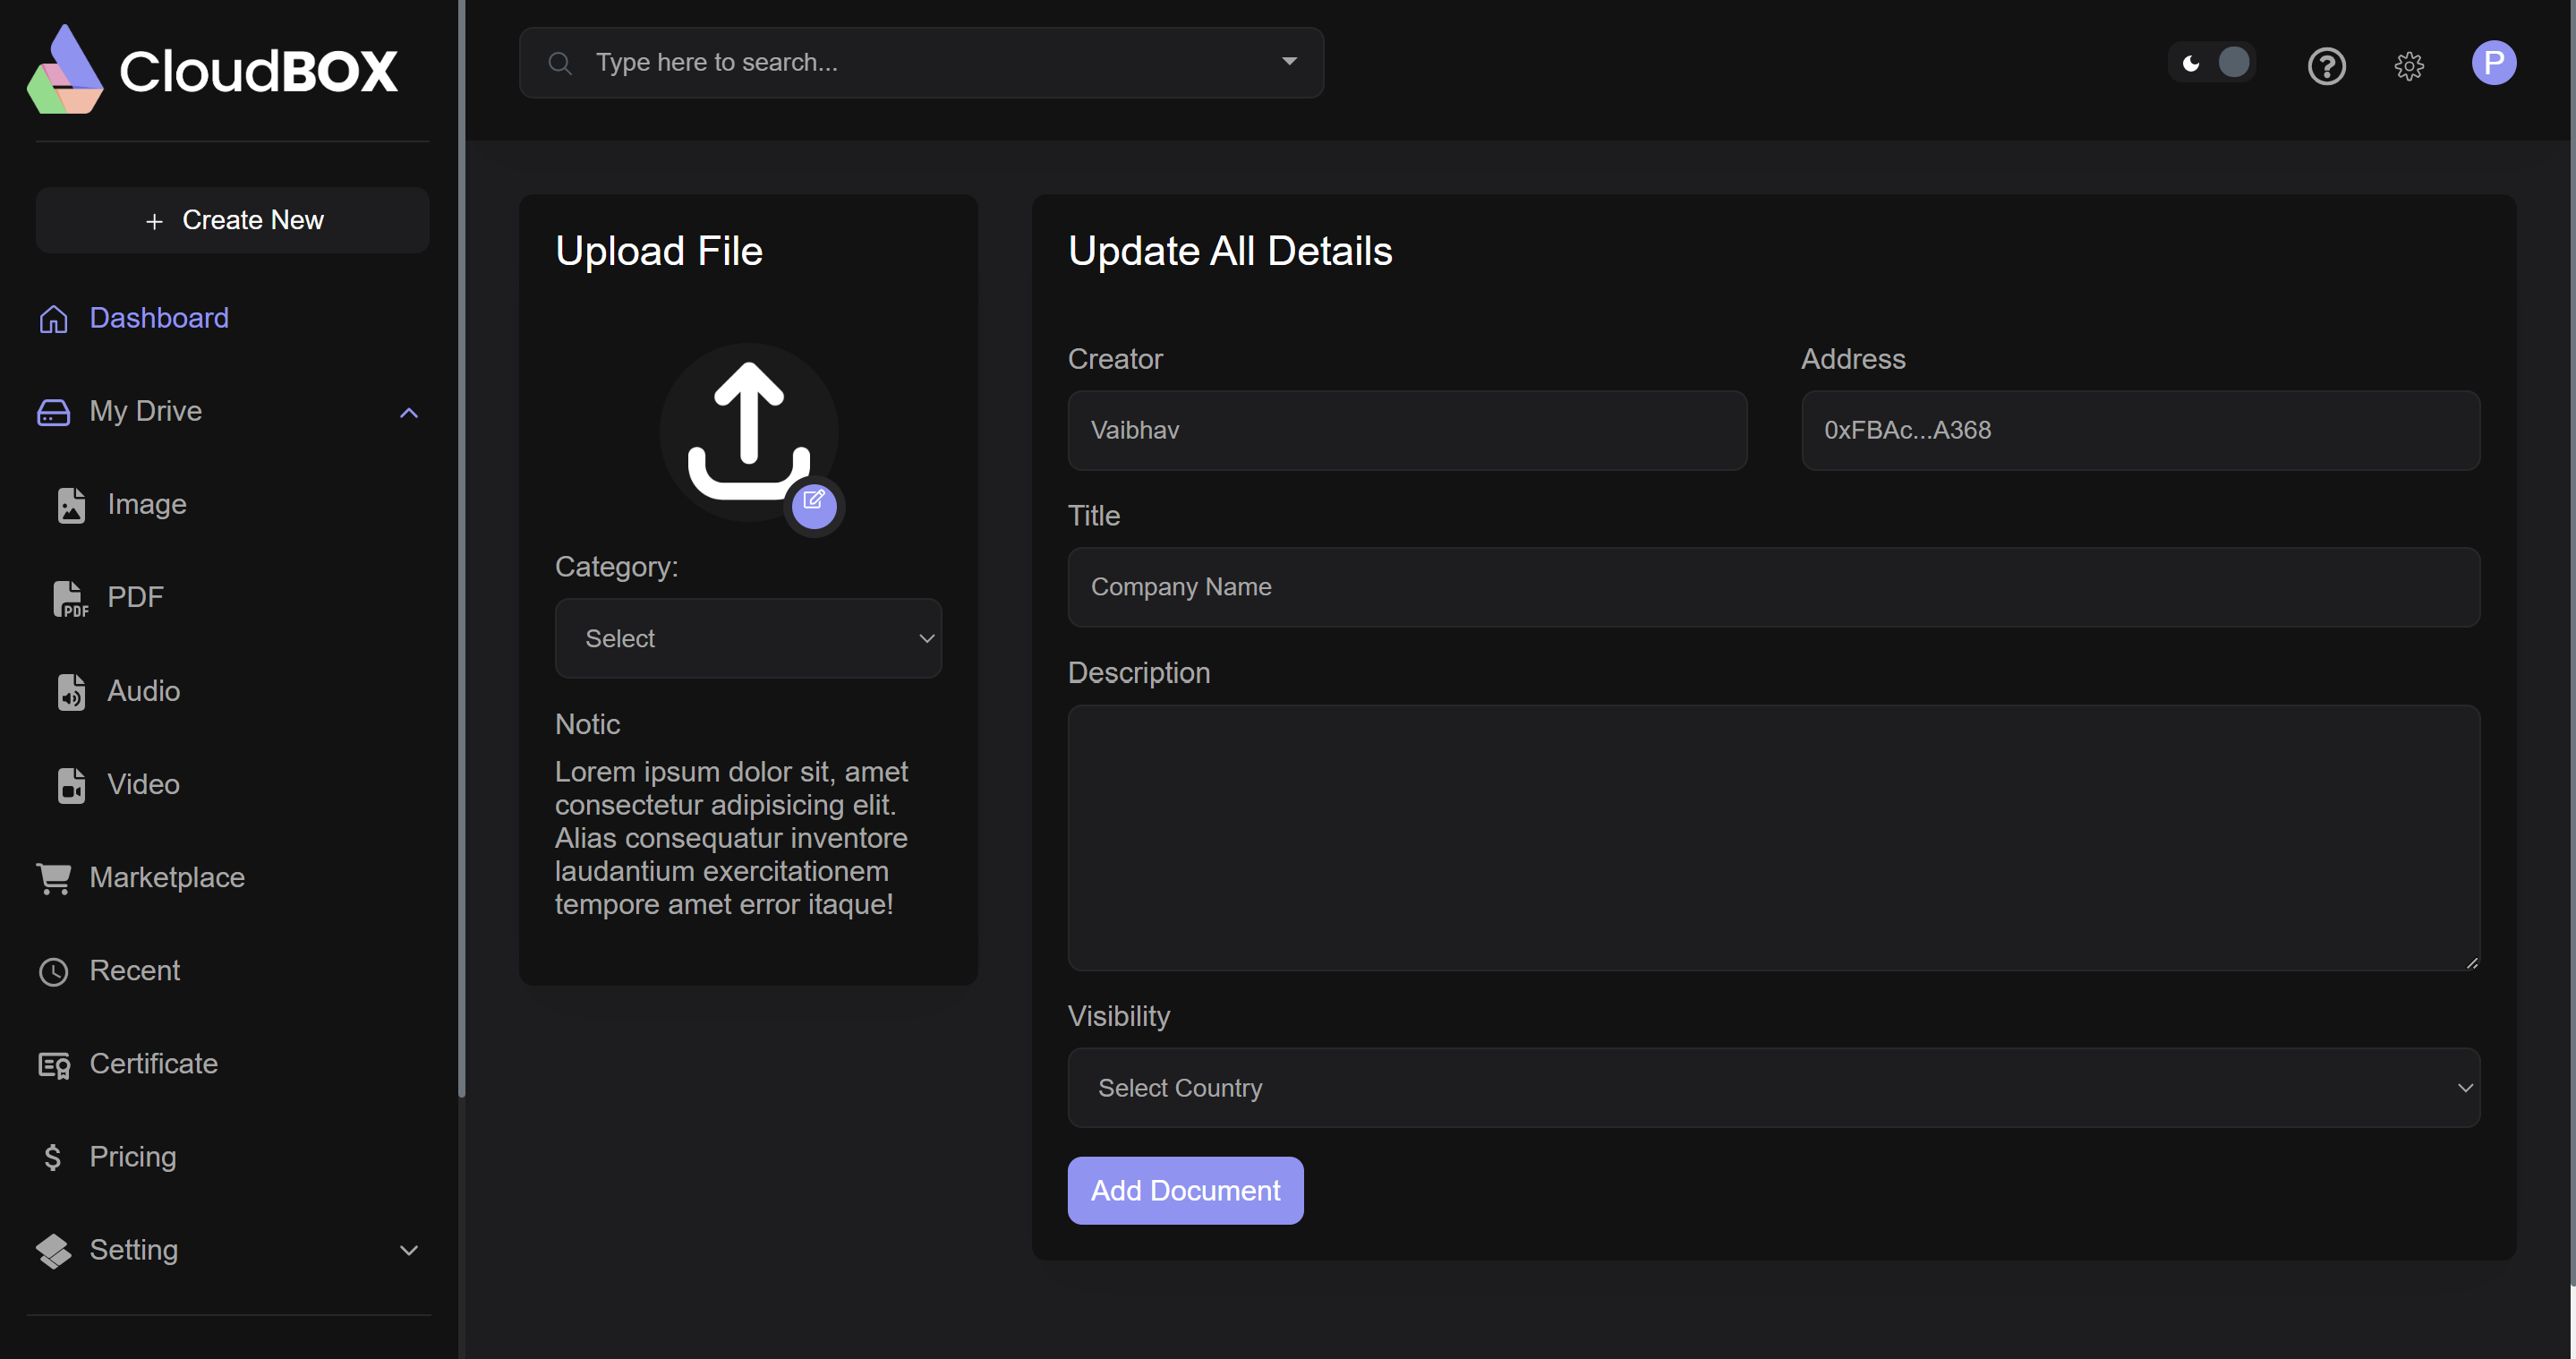 CloudBOX
Type here to search...
P
+ Create New
Dashboard
My Drive
Image
PDF
PDF
Audio
Video
Marketplace
Recent
Certificate
$ Pricing
Setting
Upload File
Category:
Select
Notic
Lorem ipsum dolor sit, amet
consectetur adipisicing elit.
Alias consequatur inventore
laudantium exercitationem
tempore amet error itaque!
Update All Details
Creator
Address
Vaibhav
0xFBAc...A368
Title
Company Name
Description
Visibility
Select Country
Add Document